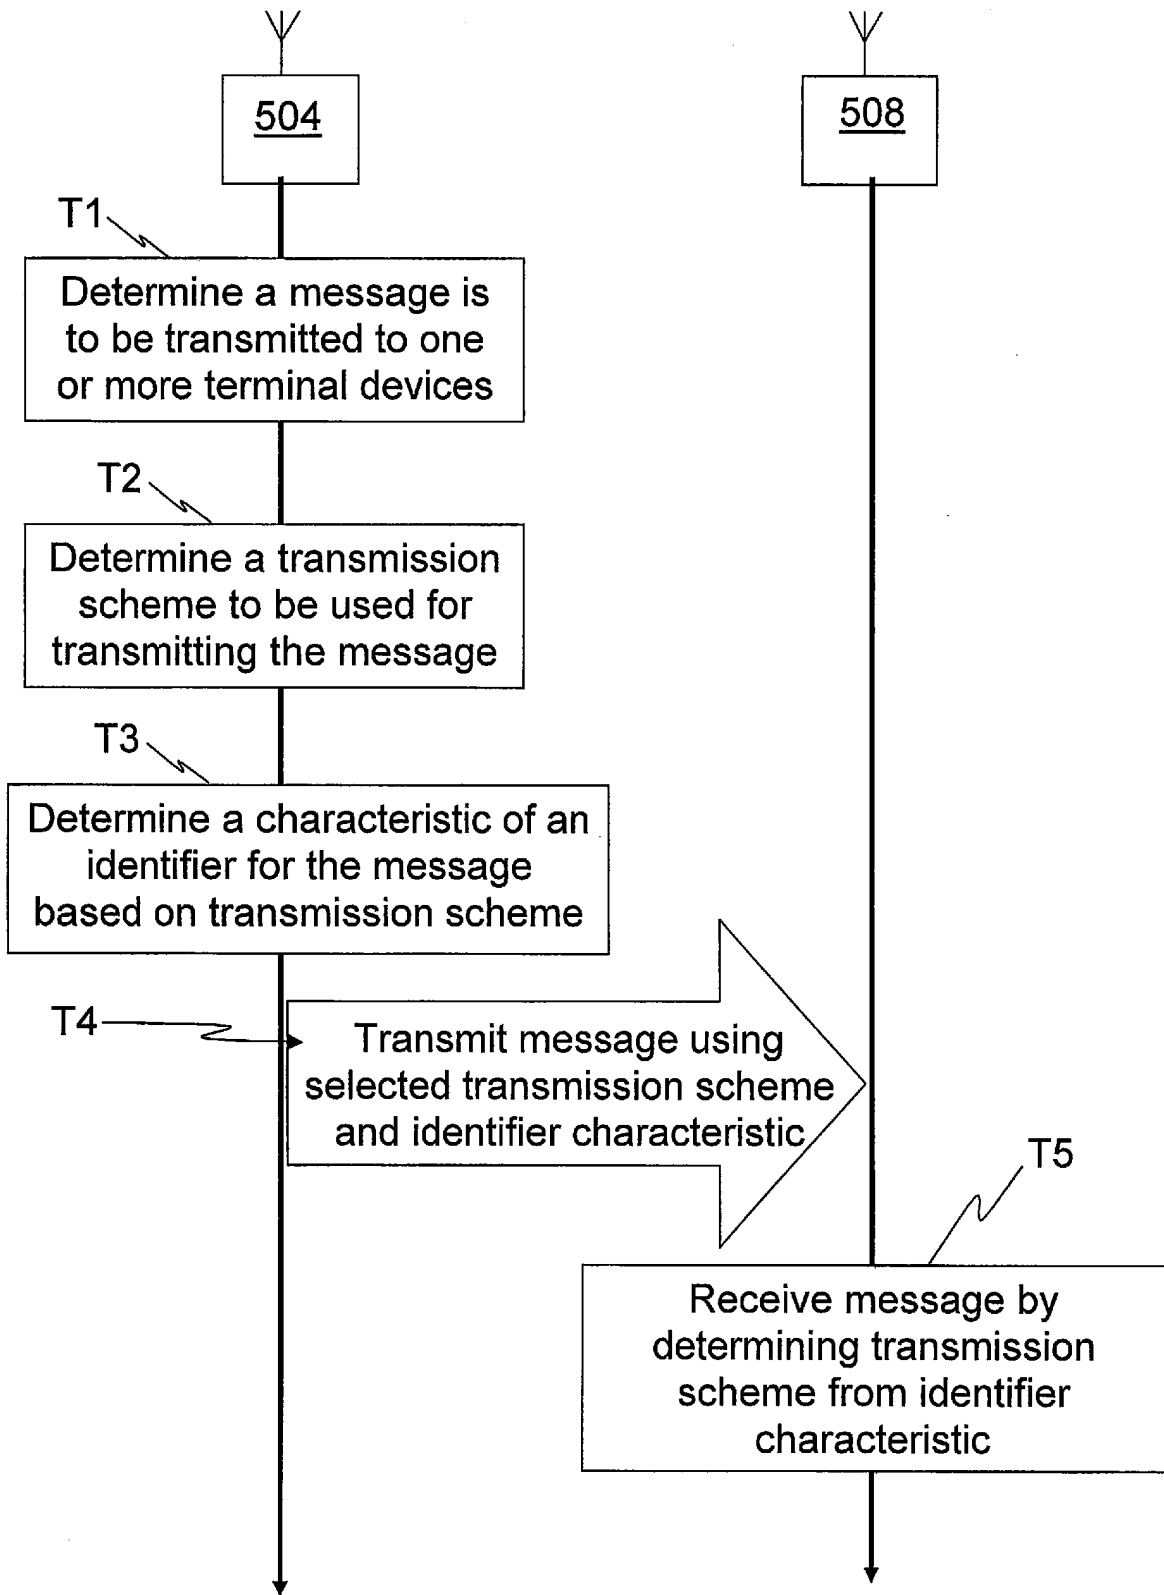 504
508
T1
Determine a message is
to be transmitted to one
or more terminal devices
T2
Determine a transmission
scheme to be used for
transmitting the message
T3
Determine a characteristic of an
identifier for the message
based on transmission scheme
T4
Transmit message using
selected transmission scheme
and identifier characteristic
T5
Receive message by
determining transmission
scheme from identifier
characteristic